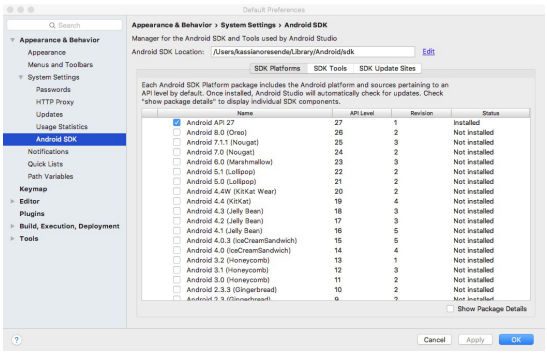 Default Preferences
Search
Appearance & Behavior
Appearance
Menus and Toolbars
System Settings
Passwords
HTTP Proxy
Updates
Usage Statistics
Android SDK
Notifications
Quick Lists
Path Variables
Keymap
Editor
Plugins
Build, Execution, Deployment
Tools
Appearance & Behavior › System Settings › Android SDK
Manager for the Android SDK and Tools used by Android Studio
Android SDK Location: /Users/kassianoresende/Library/Android/sdk Edit
SDK Platforms SDK Tools SDK Update Sites
Each Android SDK Platform package includes the Android platform and sources pertaining to an
API level by default. Once installed, Android Studio will automatically check for updates. Check
"show package details" to display individual SDK components.
Name API Level Revision Status
Android API 27 27 1 Installed
Android 8.0 (Oreo) 26 2 Not installed
Android 7.1.1 (Nougat) 25 3 Not installed
Android 7.0 (Nougat) 24 2 Not installed
Android 6.0 (Marshmallow) 23 3 Not installed
Android 5.1 (Lollipop) 22 2 Not installed
Android 5.0 (Lollipop) 21 2 Not installed
Android 4.4W (KitKat Wear) 20 2 Not installed
Android 4.4 (KitKat) 19 4 Not installed
Android 4.3 (Jelly Bean) 18 3 Not installed
Android 4.2 (Jelly Bean) 17 3 Not installed
Android 4.1 (Jelly Bean) 16 5 Not installed
Android 4.0.3 (IceCreamSandwich) 15 5 Not installed
Android 4.0 (IceCreamSandwich) 14 4 Not installed
Android 3.2 (Honeycomb) 13 1 Not installed
Android 3.1 (Honeycomb) 12 3 Not installed
Android 3.0 (Honeycomb) 11 2 Not installed
Android 2.3.3 (Gingerbread) 10 2 Not installed
Android 2.3 (Gingerbread) 9 2 Not installed
Show Package Details
? Cancel Apply OK